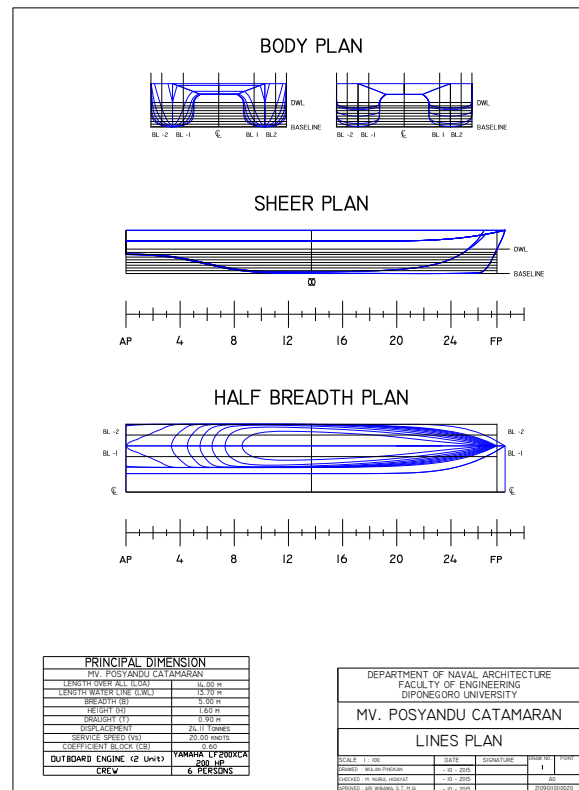 BODY PLAN
DWL DWL
BASELINE BASELINE
BL -2 BL -1 ℄ BL 1 BL2 BL -2 BL -1 ℄ BL 1 BL2
SHEER PLAN
DWL
BASELINE
AP 4 8 12 16 20 24 FP
HALF BREADTH PLAN
BL -2 BL -2
BL -1 BL -1
℄ ℄
AP 4 8 12 16 20 24 FP
PRINCIPAL DIMENSION
MV. POSYANDU CATAMARAN
LENGTH OVER ALL (LOA) 14.00 M
LENGTH WATER LINE (LWL) 13.70 M
BREADTH (B) 5.00 M
HEIGHT (H) 1.60 M
DRAUGHT (T) 0.90 M
DISPLACEMENT 24.11 TONNES
SERVICE SPEED (Vs) 20.00 KNOTS
COEFFICIENT BLOCK (CB) 0.60
OUTBOARD ENGINE (2 Unit) YAMAHA LF200XCA
200 HP
CREW 6 PERSONS
DEPARTMENT OF NAVAL ARCHITECTURE
FACULTY OF ENGINEERING
DIPONEGORO UNIVERSITY
MV. POSYANDU CATAMARAN
LINES PLAN
SCALE 1 : 100 DATE SIGNATURE DRAW NO. POINT
1
DRAWED : WULAN PINGKAN - 10 - 2015
CHECKED : M. NURUL HIDAYAT - 10 - 2015 A0
APPROVED : ARI WIBAWA, S.T, M.Si - 10 - 2015 21090110110020